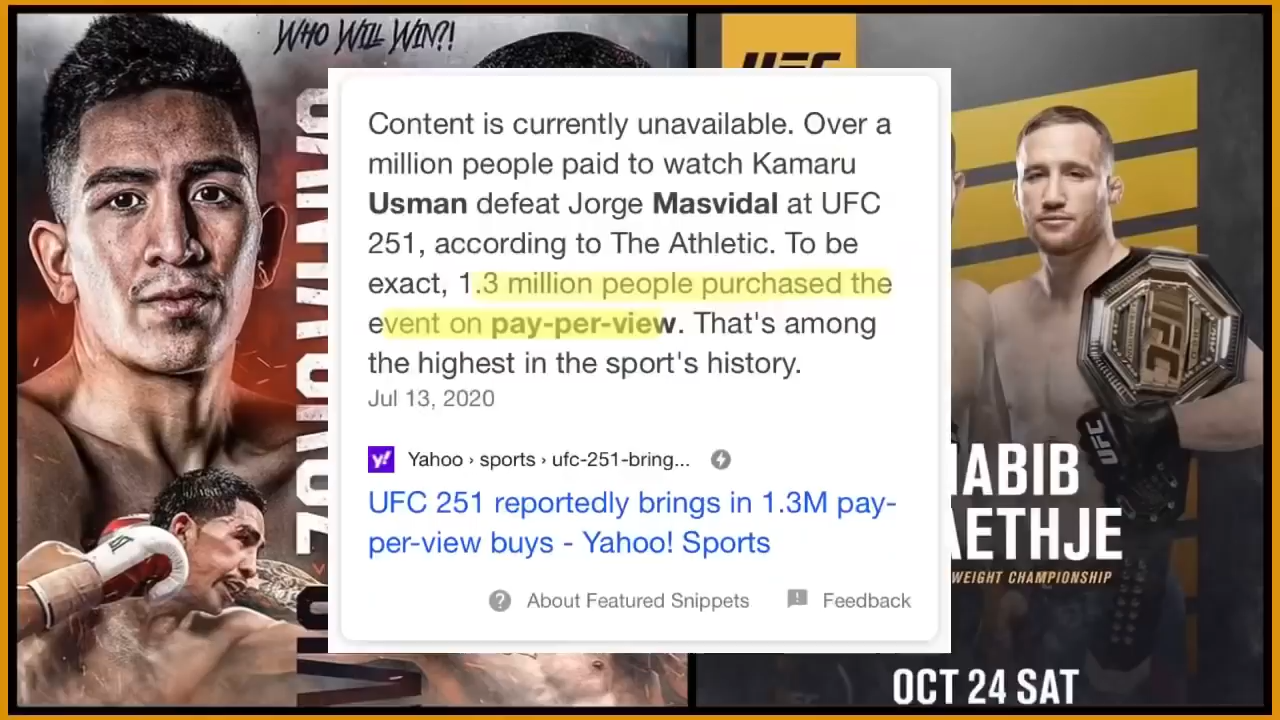 WHO WILL WIN?!
UFC
Content is currently unavailable. Over a
million people paid to watch Kamaru
Usman defeat Jorge Masvidal at UFC
251, according to The Athletic. To be
exact, 1.3 million people purchased the
event on pay-per-view. That's among
the highest in the sport's history.
Jul 13, 2020
y! Yahoo › sports › ufc-251-bring...
UFC 251 reportedly brings in 1.3M pay-
per-view buys - Yahoo! Sports
? About Featured Snippets ! Feedback
UFC
UFC
HABIB
AETHJE
WEIGHT CHAMPIONSHIP
OCT 24 SAT